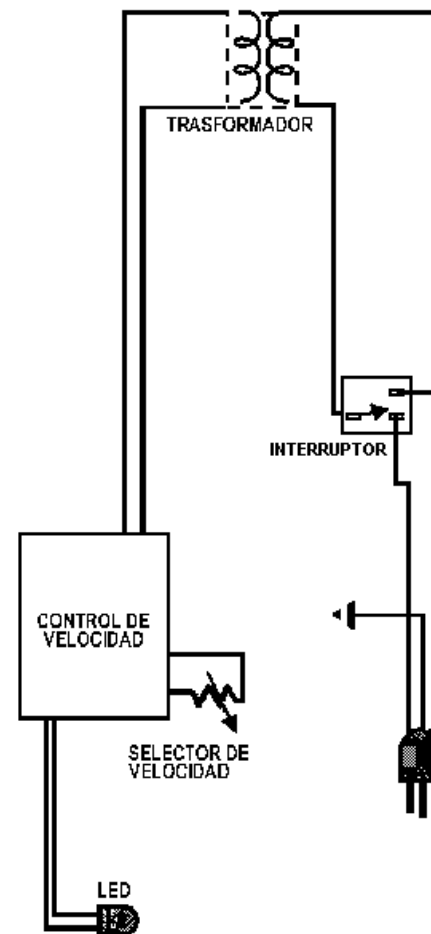 TRASFORMADOR
INTERRUPTOR
CONTROL DE
VELOCIDAD
SELECTOR DE
VELOCIDAD
LED